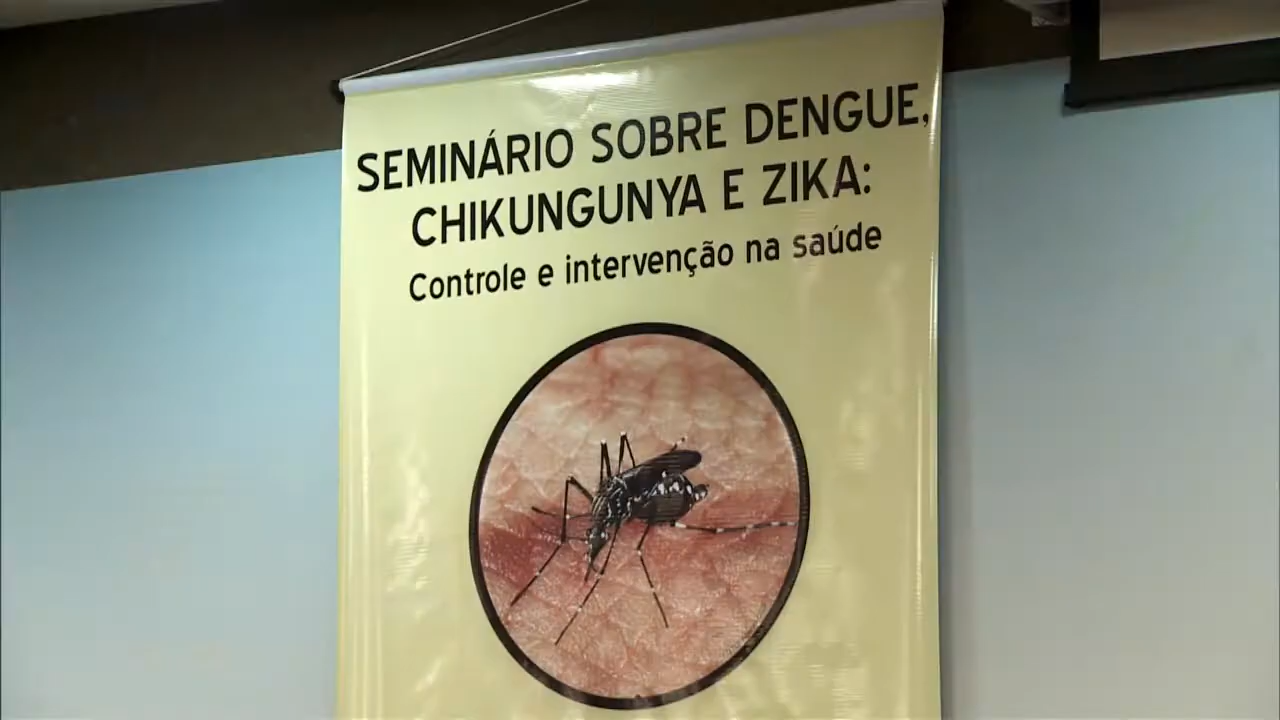 SEMINÁRIO SOBRE DENGUE,
CHIKUNGUNYA E ZIKA:
Controle e intervenção na saúde